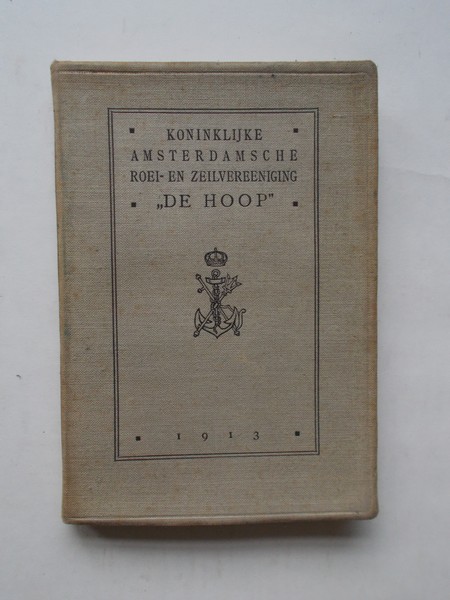 KONINKLIJKE
AMSTERDAMSCHE
ROEI- EN ZEILVEREENIGING
„DE HOOP”
1913